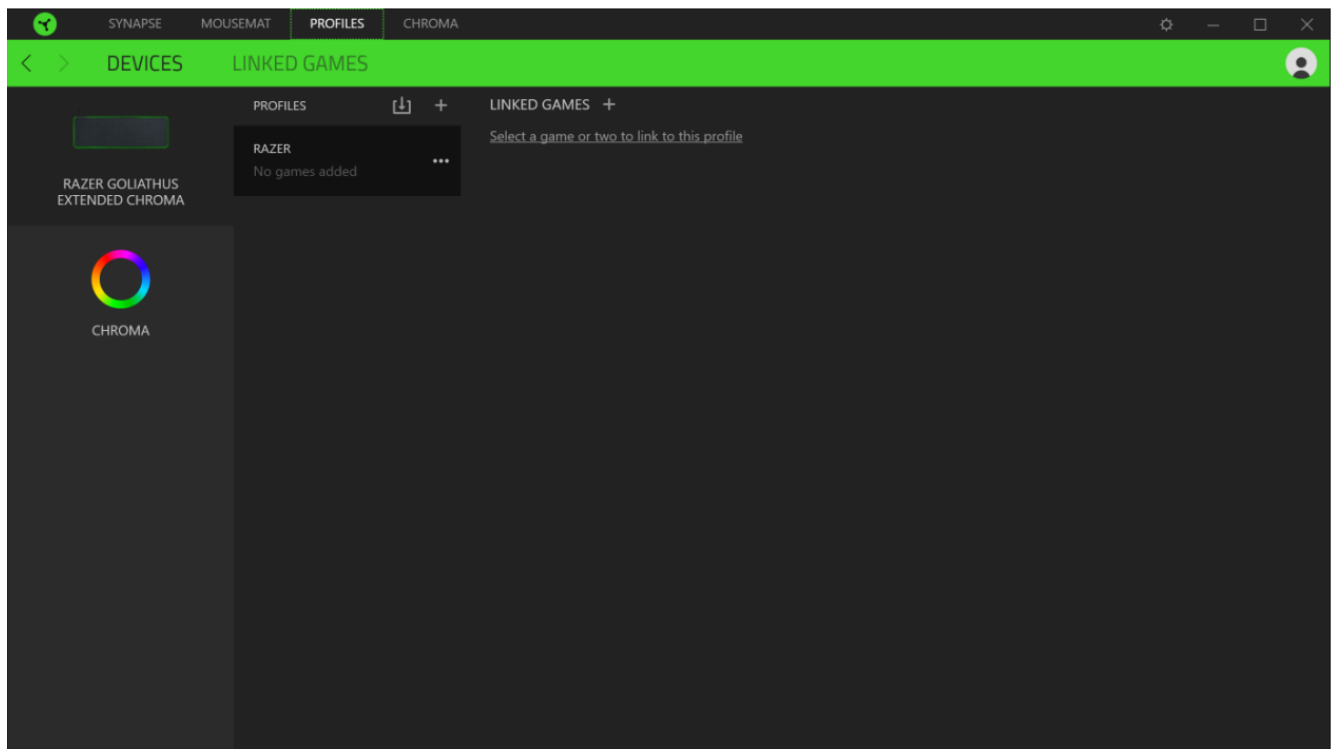 SYNAPSE MOUSEMAT PROFILES CHROMA
DEVICES LINKED GAMES
RAZER GOLIATHUS
EXTENDED CHROMA
CHROMA
PROFILES
RAZER
No games added
LINKED GAMES
Select a game or two to link to this profile